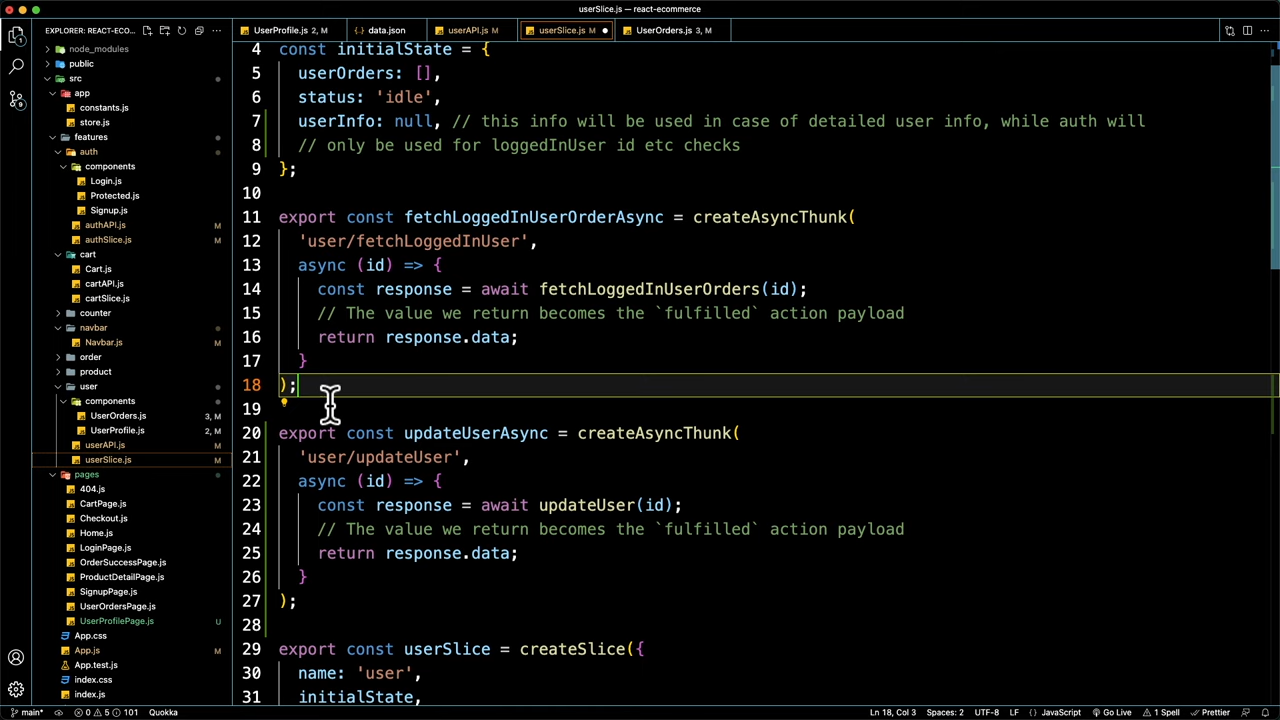 userSlice.js — react-ecommerce
EXPLORER: REACT-ECO...
UserProfile.js 2, M
data.json
userAPI.js M
userSlice.js M
UserOrders.js 3, M
node_modules
public
src
app
constants.js
store.js
features
auth
components
Login.js
Protected.js
Signup.js
authAPI.js M
authSlice.js M
cart
Cart.js
cartAPI.js
cartSlice.js
counter
navbar
Navbar.js M
order
product
user
components
UserOrders.js 3, M
UserProfile.js 2, M
userAPI.js M
userSlice.js M
pages
404.js
CartPage.js
Checkout.js
Home.js
LoginPage.js
OrderSuccessPage.js
ProductDetailPage.js
SignupPage.js
UserOrdersPage.js
UserProfilePage.js U
App.css
App.js M
App.test.js
index.css
index.js
4 const initialState = {
5 userOrders: [],
6 status: 'idle',
7 userInfo: null, // this info will be used in case of detailed user info, while auth will
8 // only be used for loggedInUser id etc checks
9 };
10
11 export const fetchLoggedInUserOrderAsync = createAsyncThunk(
12 'user/fetchLoggedInUser',
13 async (id) => {
14 const response = await fetchLoggedInUserOrders(id);
15 // The value we return becomes the `fulfilled` action payload
16 return response.data;
17 }
18 );
19
20 export const updateUserAsync = createAsyncThunk(
21 'user/updateUser',
22 async (id) => {
23 const response = await updateUser(id);
24 // The value we return becomes the `fulfilled` action payload
25 return response.data;
26 }
27 );
28
29 export const userSlice = createSlice({
30 name: 'user',
31 initialState,
main* 0 5 101 Quokka Ln 18, Col 3 Spaces: 2 UTF-8 LF {} JavaScript Go Live 1 Spell Prettier